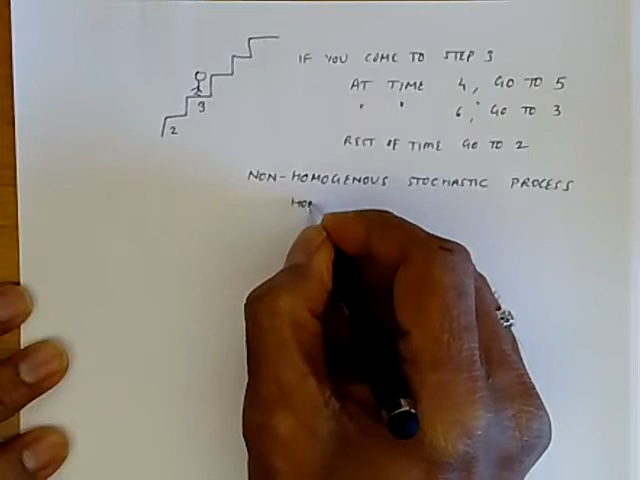 IF YOU COME TO STEP 3
AT TIME 4, GO TO 5
" " 6, GO TO 3
REST OF TIME GO TO 2
NON-HOMOGENOUS STOCHASTIC PROCESS
3
2